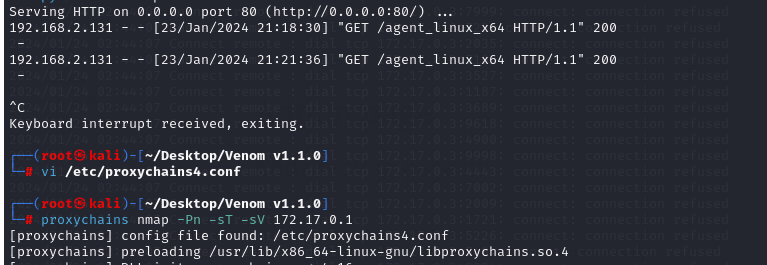 Serving HTTP on 0.0.0.0 port 80 (http://0.0.0.0:80/) ...
192.168.2.131 - - [23/Jan/2024 21:18:30] "GET /agent_linux_x64 HTTP/1.1" 200
-
192.168.2.131 - - [23/Jan/2024 21:21:36] "GET /agent_linux_x64 HTTP/1.1" 200
-
^C
Keyboard interrupt received, exiting.
┌──(root㉿kali)-[~/Desktop/Venom v1.1.0]
└─# vi /etc/proxychains4.conf
┌──(root㉿kali)-[~/Desktop/Venom v1.1.0]
└─# proxychains nmap -Pn -sT -sV 172.17.0.1
[proxychains] config file found: /etc/proxychains4.conf
[proxychains] preloading /usr/lib/x86_64-linux-gnu/libproxychains.so.4